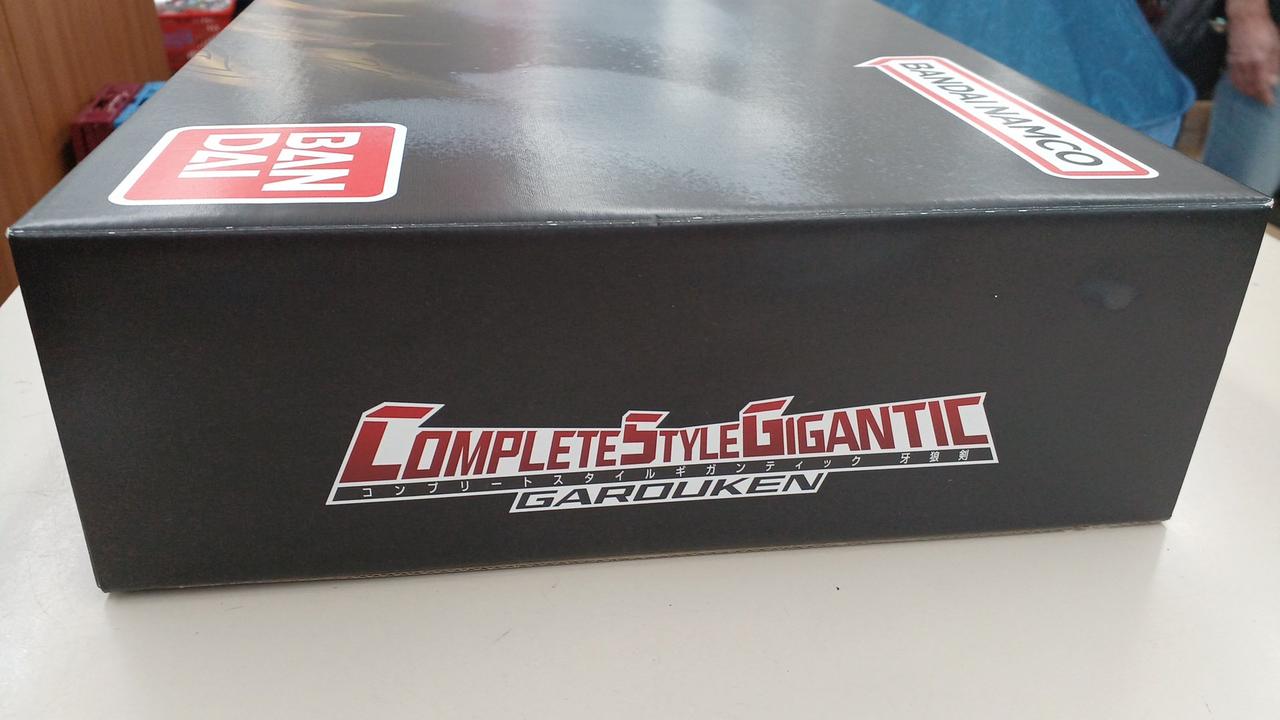 BAN
DAI
BANDAI NAMCO
COMPLETE STYLE GIGANTIC
コンプリートスタイルギガンティック 牙狼剣
GAROUKEN